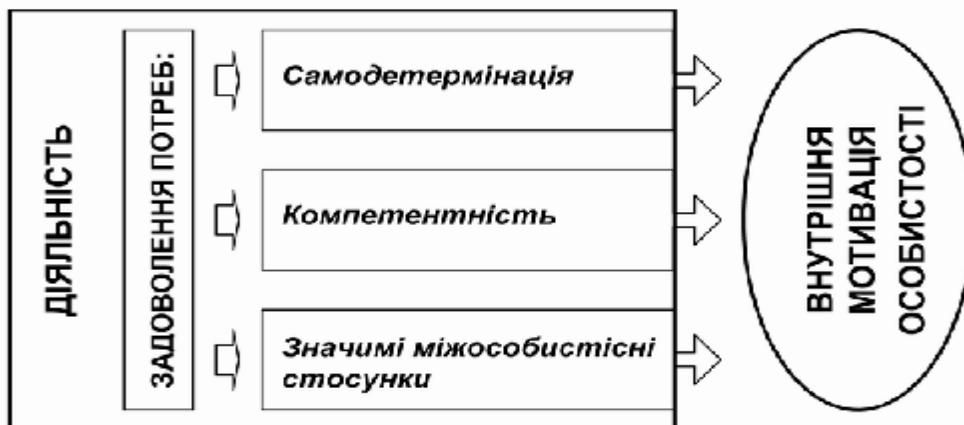 ДІЯЛЬНІСТЬ
ЗАДОВОЛЕННЯ ПОТРЕБ:
Самодетермінація
Компетентність
Значимі міжособистісні
стосунки
ВНУТРІШНЯ
МОТИВАЦІЯ
ОСОБИСТОСТІ